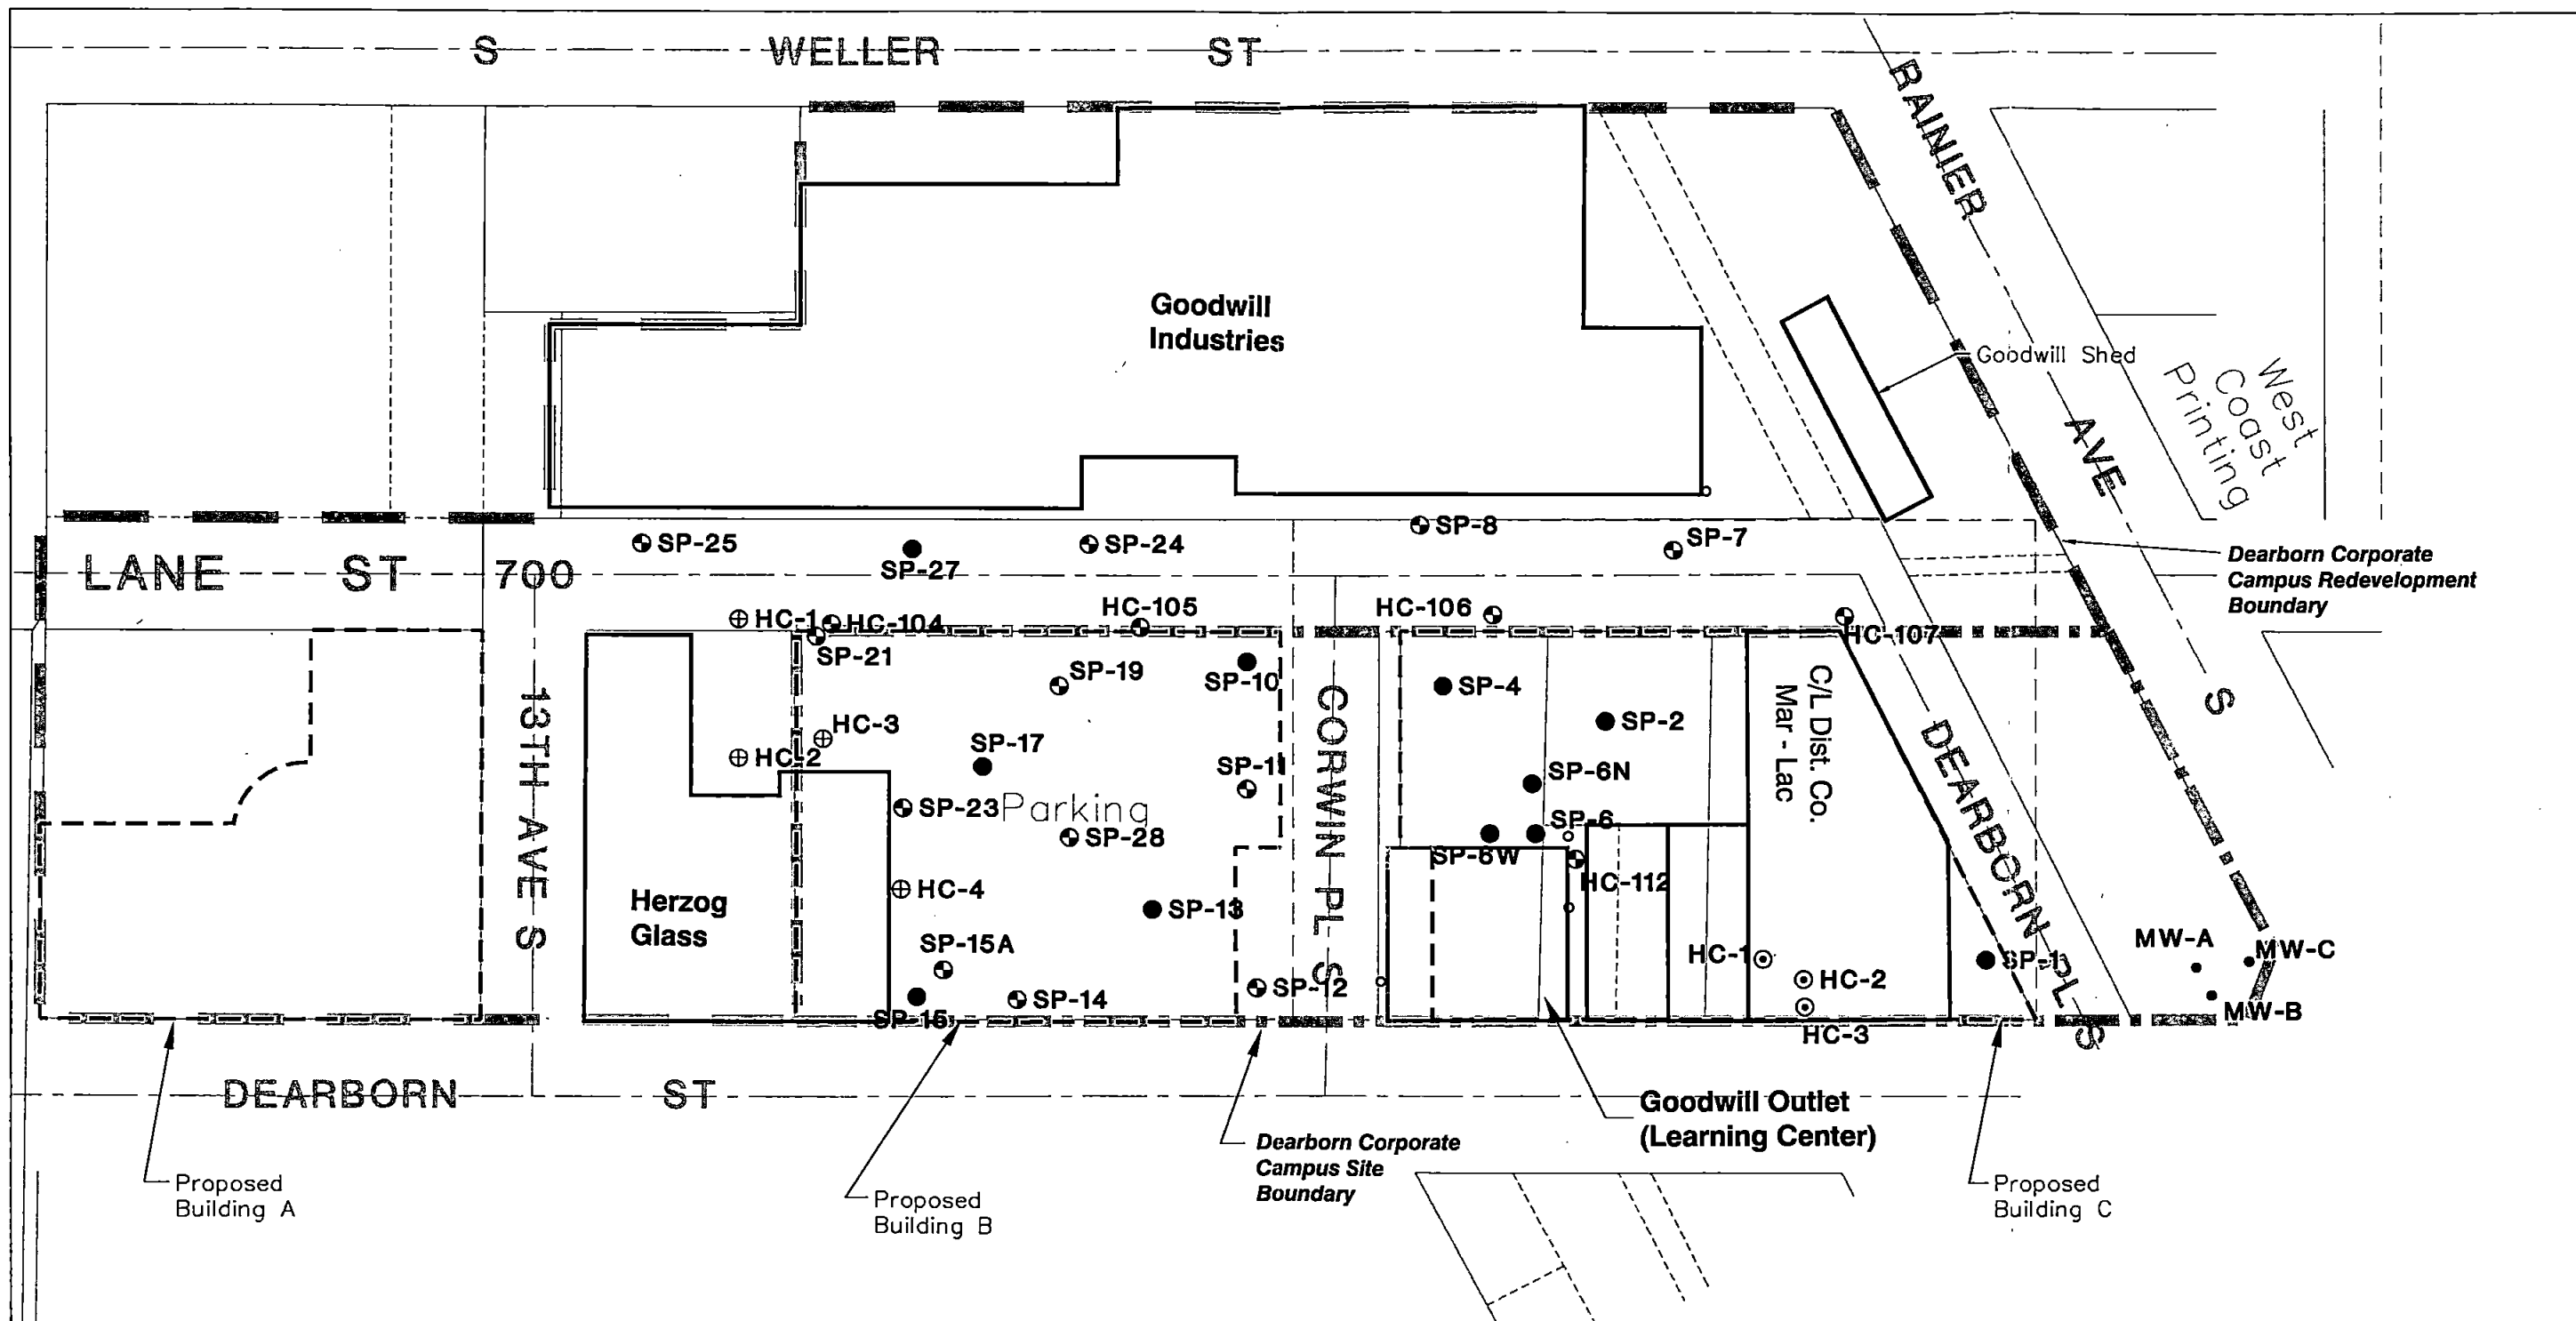 S WELLER ST
RAINIER AVE S
Goodwill
Industries
Goodwill Shed
West
Coast
Printing
SP-8
SP-7
SP-25
SP-27
SP-24
LANE ST 700
Dearborn Corporate
Campus Redevelopment
Boundary
HC-1
HC-104
HC-105
HC-106
HC-107
SP-21
SP-19
SP-10
SP-4
SP-2
C/L Dist. Co.
Mar - Lac
13TH AVE S
CORWIN PL S
DEARBORN PL S
HC-3
HC-2
SP-17
SP-11
SP-6N
SP-23
Parking
SP-28
SP-6
SP-6W
HC-112
HC-4
Herzog
Glass
SP-13
SP-15A
SP-15
SP-14
SP-12
HC-1
HC-2
HC-3
SP-1
MW-A
MW-C
MW-B
DEARBORN ST
Goodwill Outlet
(Learning Center)
Dearborn Corporate
Campus Site
Boundary
Proposed
Building A
Proposed
Building B
Proposed
Building C